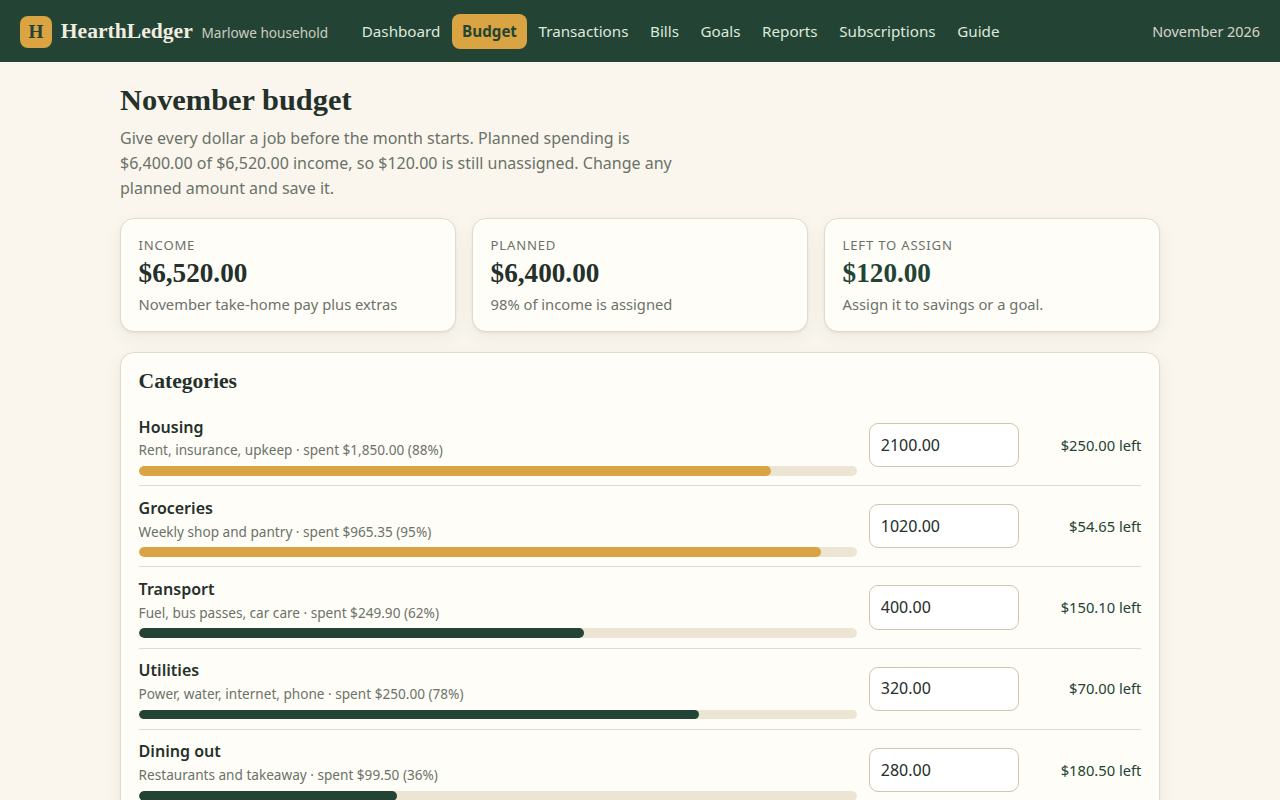 H HearthLedger Marlowe household Dashboard Budget Transactions Bills Goals Reports Subscriptions Guide November 2026
November budget
Give every dollar a job before the month starts. Planned spending is
$6,400.00 of $6,520.00 income, so $120.00 is still unassigned. Change any
planned amount and save it.
INCOME
$6,520.00
November take-home pay plus extras
PLANNED
$6,400.00
98% of income is assigned
LEFT TO ASSIGN
$120.00
Assign it to savings or a goal.
Categories
Housing
Rent, insurance, upkeep · spent $1,850.00 (88%)
2100.00
$250.00 left
Groceries
Weekly shop and pantry · spent $965.35 (95%)
1020.00
$54.65 left
Transport
Fuel, bus passes, car care · spent $249.90 (62%)
400.00
$150.10 left
Utilities
Power, water, internet, phone · spent $250.00 (78%)
320.00
$70.00 left
Dining out
Restaurants and takeaway · spent $99.50 (36%)
280.00
$180.50 left